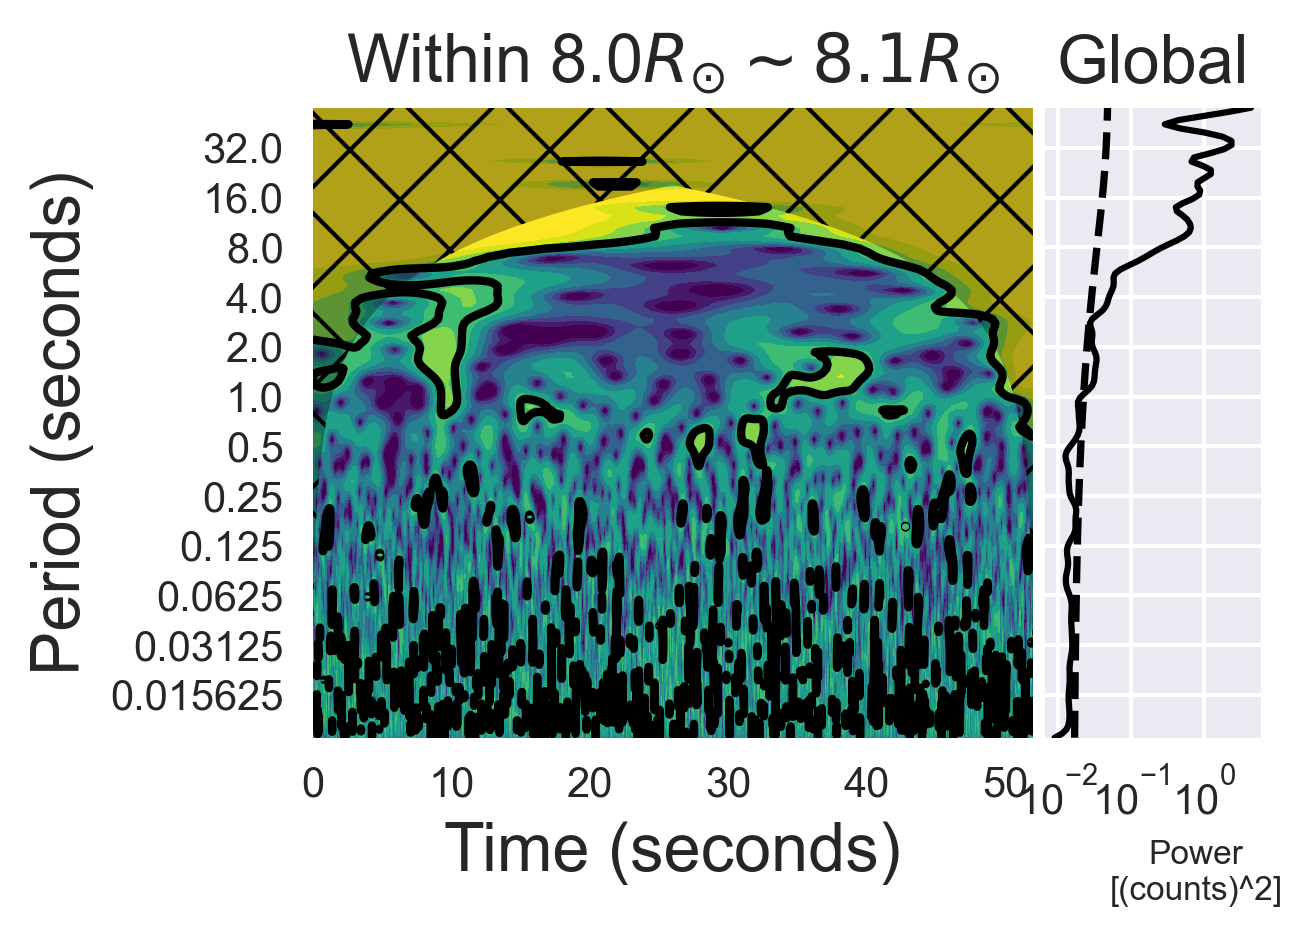 Within 8.0R☉ ~ 8.1R☉
Global
Period (seconds)
32.0
16.0
8.0
4.0
2.0
1.0
0.5
0.25
0.125
0.0625
0.03125
0.015625
0 10 20 30 40 50
10⁻² 10⁻¹ 10⁰
Time (seconds)
Power
[(counts)^2]